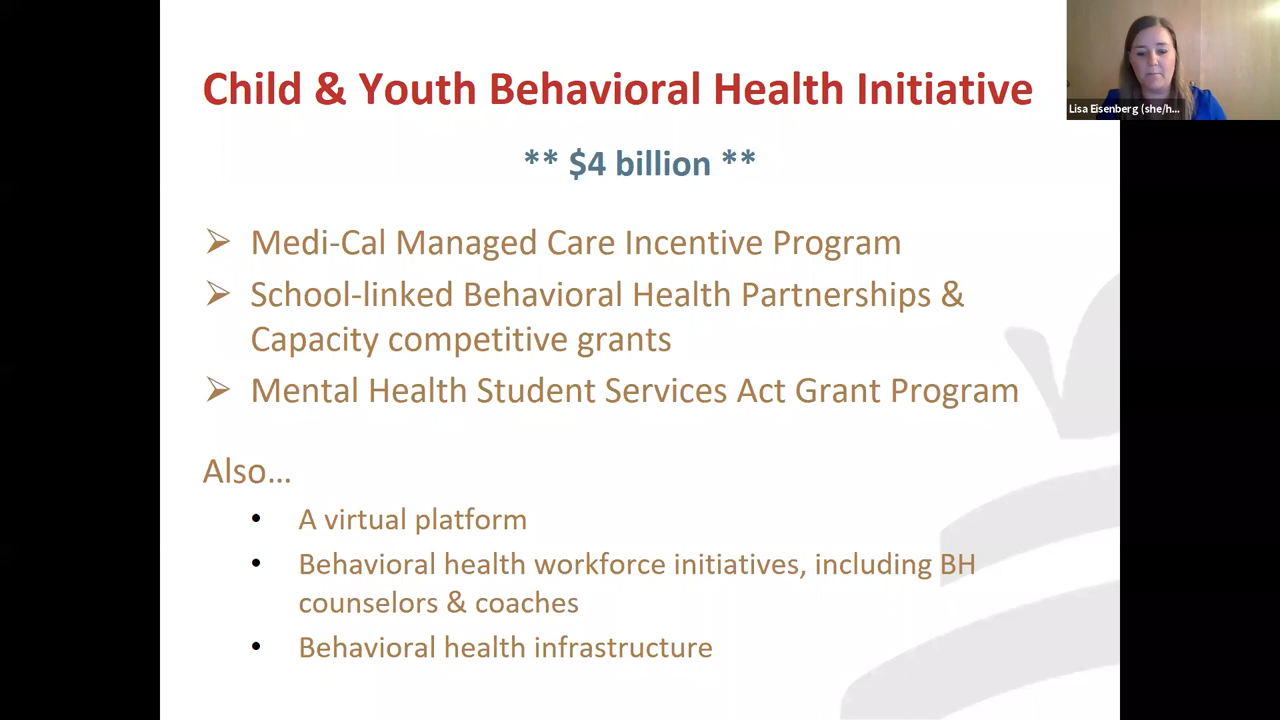 Child & Youth Behavioral Health Initiative
** $4 billion **
Medi-Cal Managed Care Incentive Program
School-linked Behavioral Health Partnerships &
Capacity competitive grants
Mental Health Student Services Act Grant Program
Also…
A virtual platform
Behavioral health workforce initiatives, including BH
counselors & coaches
Behavioral health infrastructure
Lisa Eisenberg (she/h...